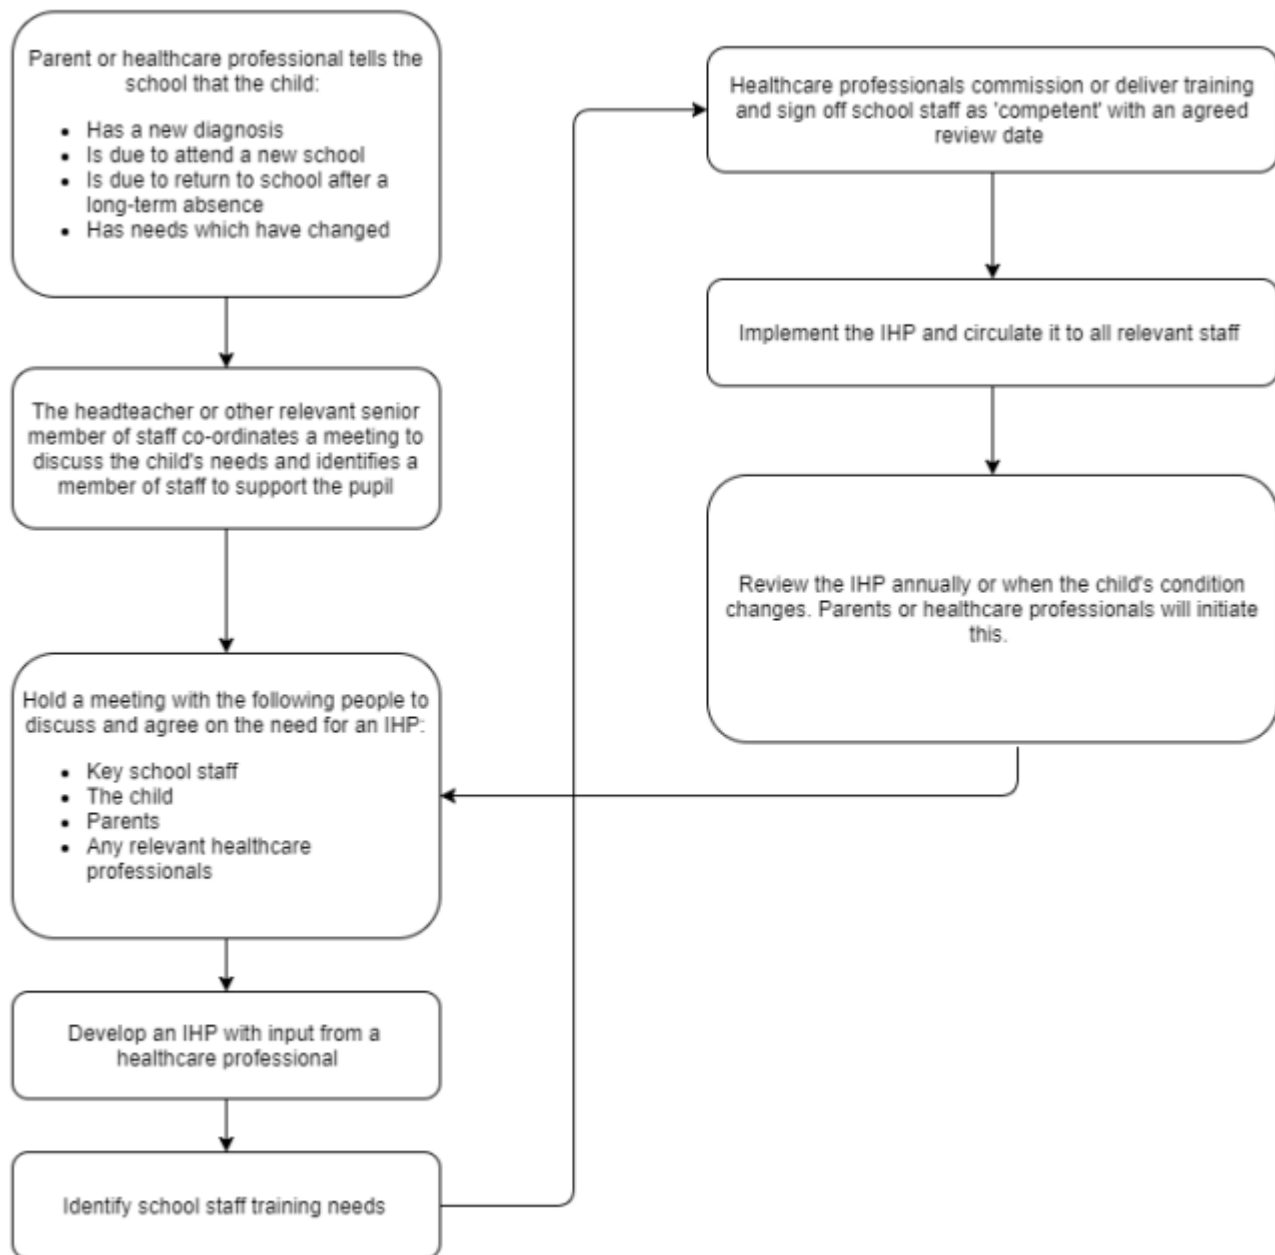 Parent or healthcare professional tells the
school that the child:
• Has a new diagnosis
• Is due to attend a new school
• Is due to return to school after a
long-term absence
• Has needs which have changed
The headteacher or other relevant senior
member of staff co-ordinates a meeting to
discuss the child's needs and identifies a
member of staff to support the pupil
Hold a meeting with the following people to
discuss and agree on the need for an IHP:
• Key school staff
• The child
• Parents
• Any relevant healthcare
professionals
Develop an IHP with input from a
healthcare professional
Identify school staff training needs
Healthcare professionals commission or deliver training
and sign off school staff as 'competent' with an agreed
review date
Implement the IHP and circulate it to all relevant staff
Review the IHP annually or when the child's condition
changes. Parents or healthcare professionals will initiate
this.